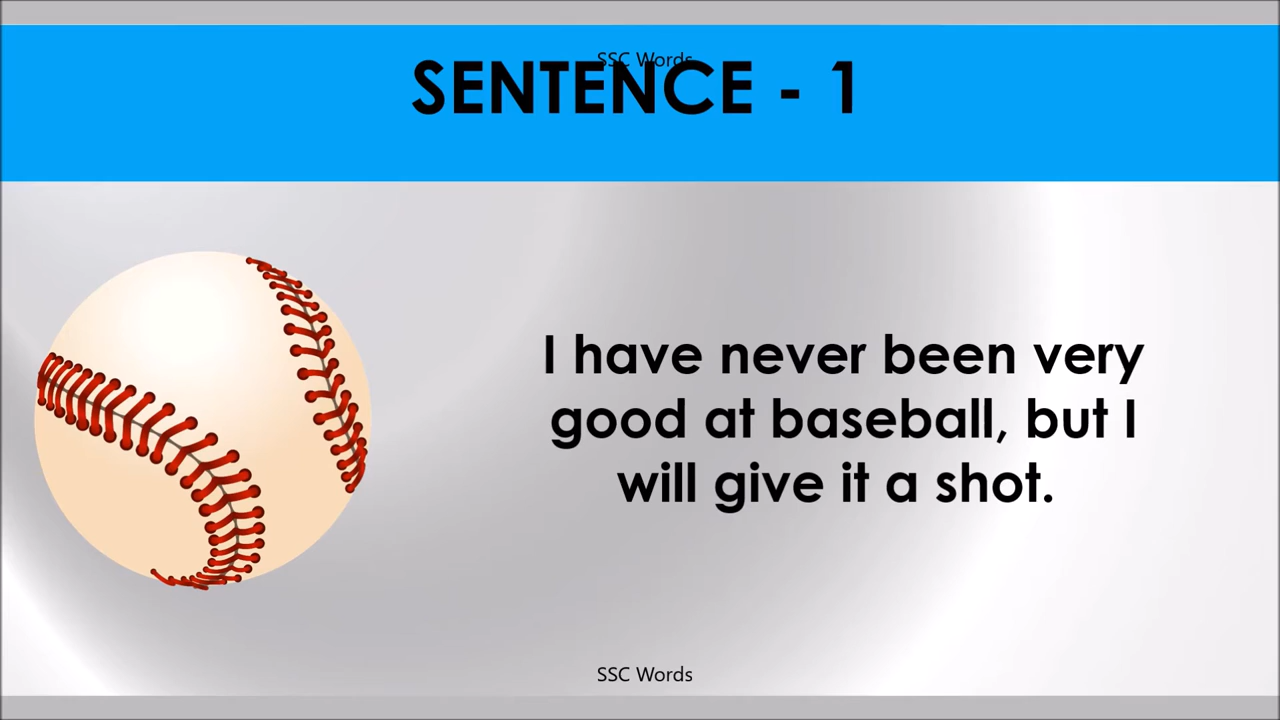 SSC Words
SENTENCE - 1
I have never been very
good at baseball, but I
will give it a shot.
SSC Words